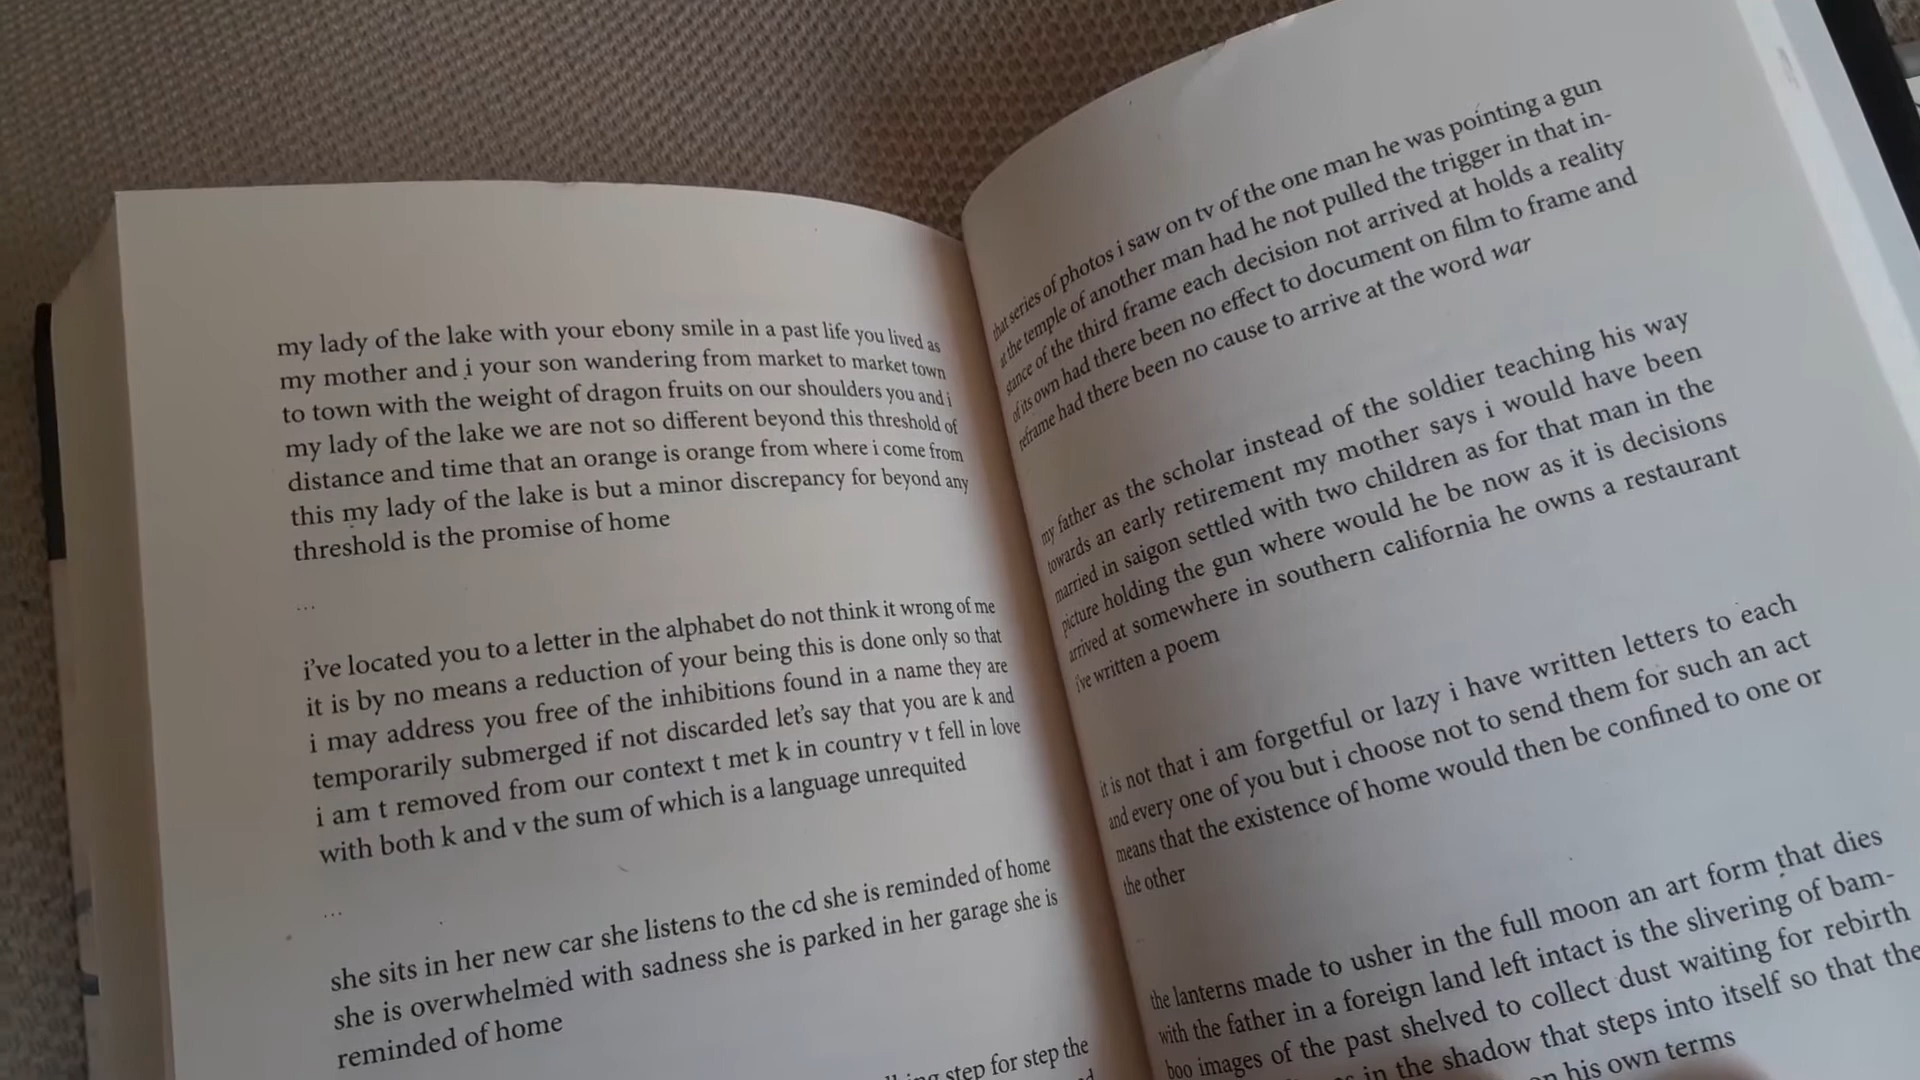 my lady of the lake with your ebony smile in a past life you lived as
my mother and i your son wandering from market to market town
to town with the weight of dragon fruits on our shoulders you and i
my lady of the lake we are not so different beyond this threshold of
distance and time that an orange is orange from where i come from
this my lady of the lake is but a minor discrepancy for beyond any
threshold is the promise of home
...
i've located you to a letter in the alphabet do not think it wrong of me
it is by no means a reduction of your being this is done only so that
i may address you free of the inhibitions found in a name they are
temporarily submerged if not discarded let's say that you are k and
i am t removed from our context t met k in country v t fell in love
with both k and v the sum of which is a language unrequited
...
she sits in her new car she listens to the cd she is reminded of home
she is overwhelmed with sadness she is parked in her garage she is
reminded of home
step for step the
that series of photos i saw on tv of the one man he was pointing a gun
at the temple of another man had he not pulled the trigger in that in-
stance of the third frame each decision not arrived at holds a reality
of its own had there been no effect to document on film to frame and
reframe had there been no cause to arrive at the word war
my father as the scholar instead of the soldier teaching his way
towards an early retirement my mother says i would have been
married in saigon settled with two children as for that man in the
picture holding the gun where would he be now as it is decisions
arrived at somewhere in southern california he owns a restaurant
i've written a poem
it is not that i am forgetful or lazy i have written letters to each
and every one of you but i choose not to send them for such an act
means that the existence of home would then be confined to one or
the other
the lanterns made to usher in the full moon an art form that dies
with the father in a foreign land left intact is the slivering of bam-
boo images of the past shelved to collect dust waiting for rebirth
in the shadow that steps into itself so that the
on his own terms